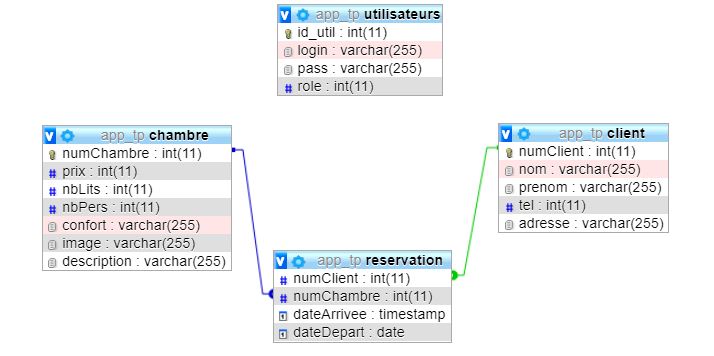 app_tp utilisateurs
id_util : int(11)
login : varchar(255)
pass : varchar(255)
role : int(11)
app_tp chambre
numChambre : int(11)
prix : int(11)
nbLits : int(11)
nbPers : int(11)
confort : varchar(255)
image : varchar(255)
description : varchar(255)
app_tp client
numClient : int(11)
nom : varchar(255)
prenom : varchar(255)
tel : int(11)
adresse : varchar(255)
app_tp reservation
numClient : int(11)
numChambre : int(11)
dateArrivee : timestamp
dateDepart : date